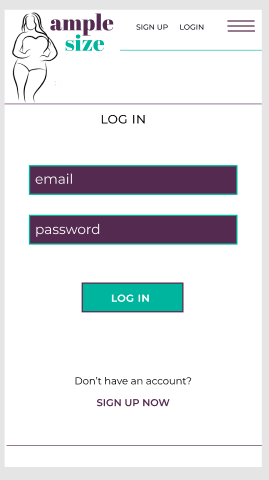 ample
size
SIGN UP LOGIN
LOG IN
email
password
LOG IN
Don't have an account?
SIGN UP NOW